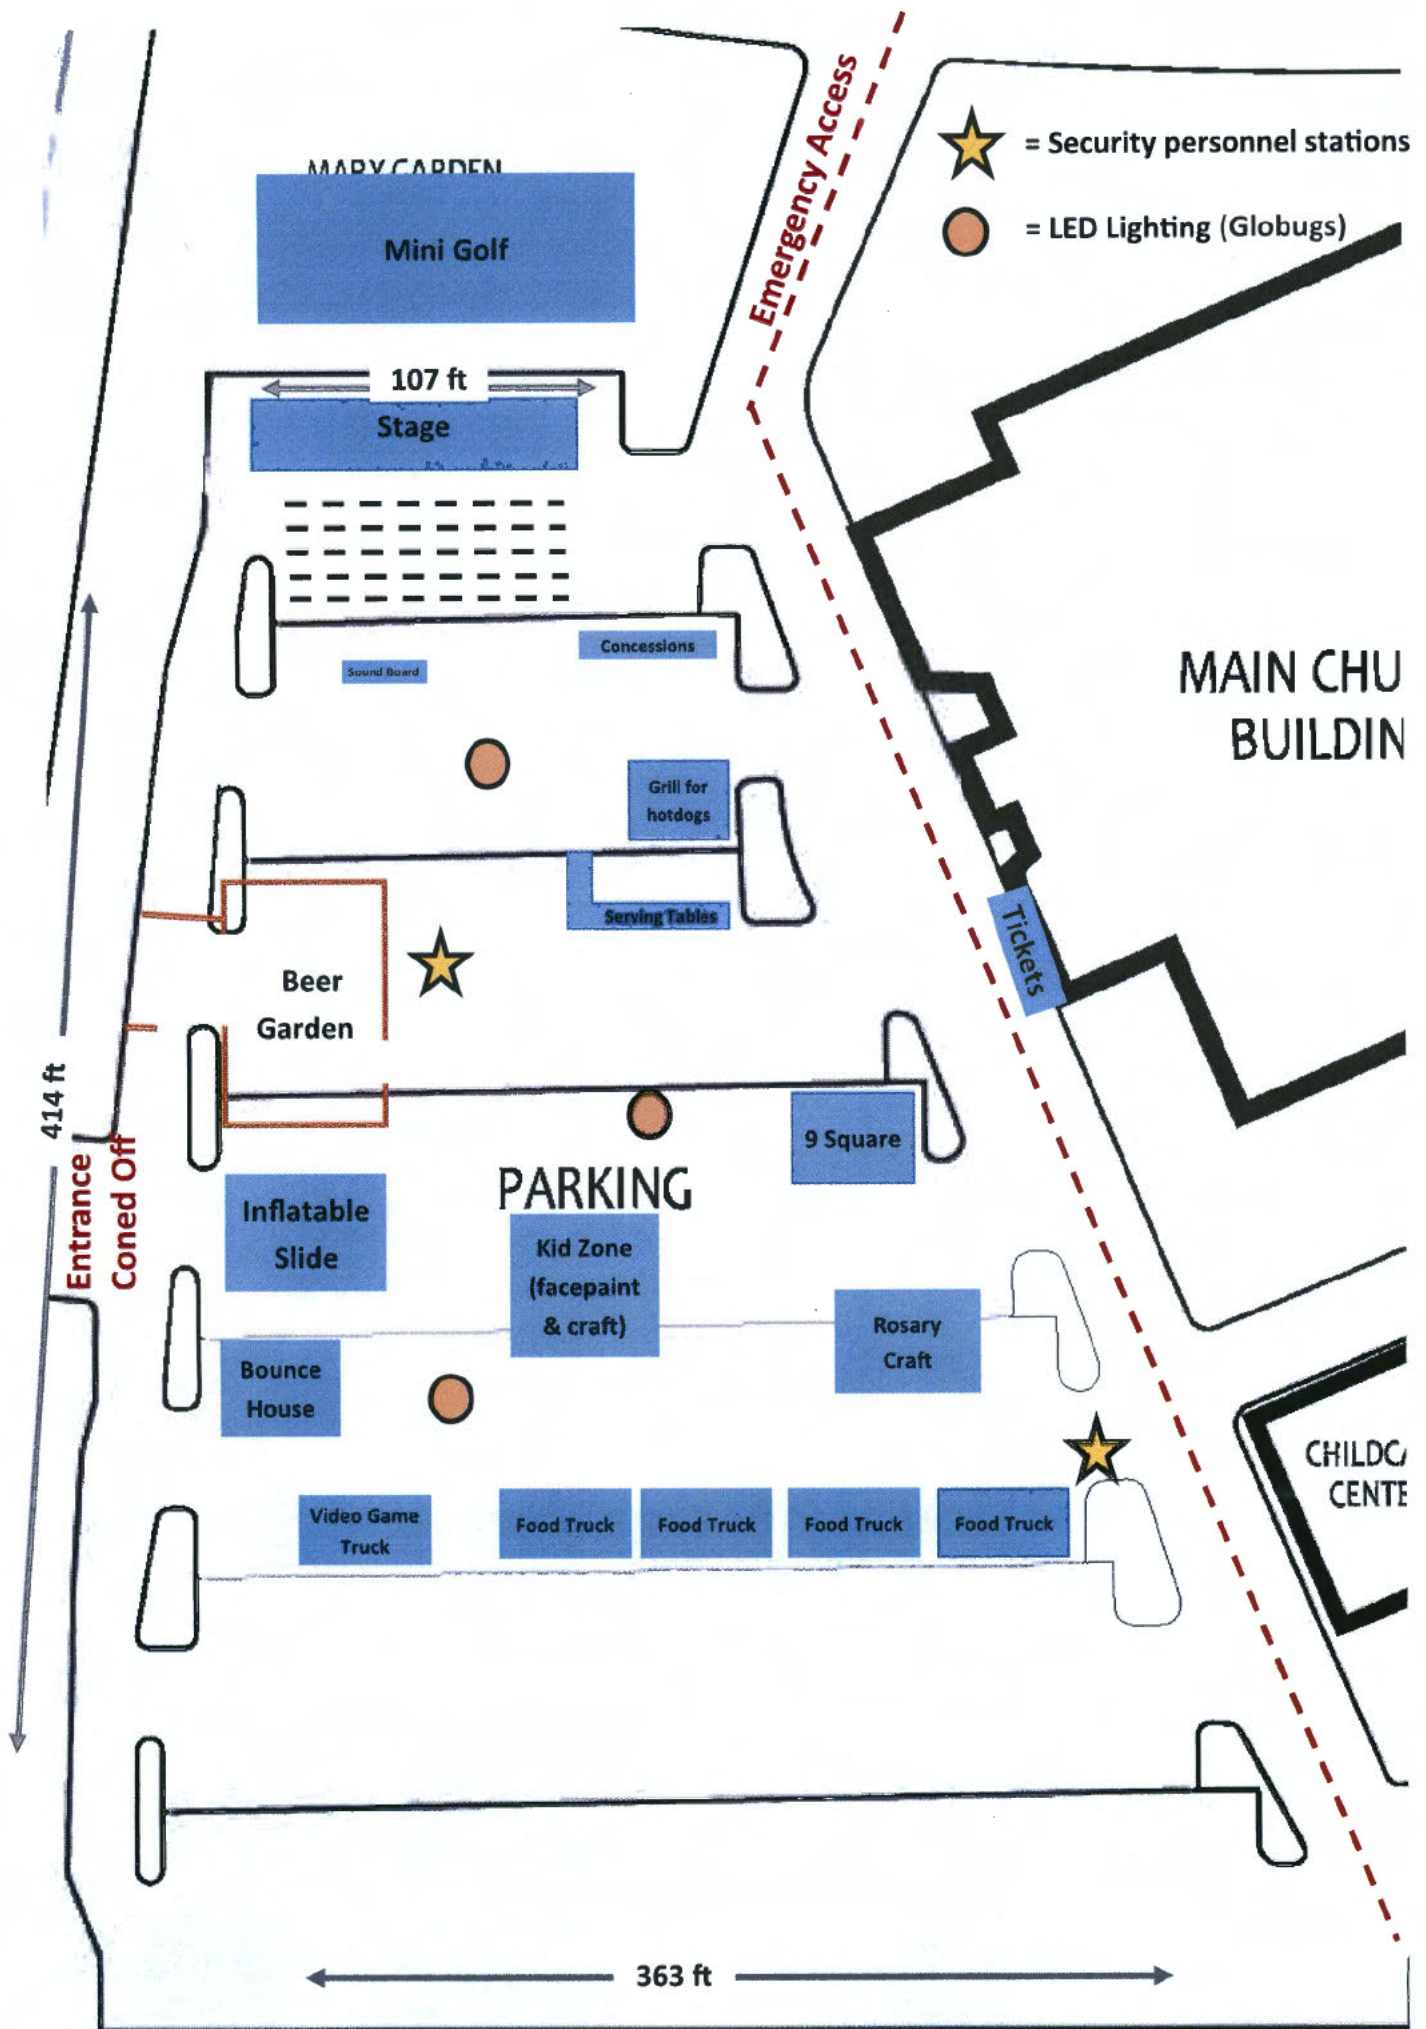 Emergency Access
= Security personnel stations
= LED Lighting (Globugs)
MARY GARDEN
Mini Golf
107 ft
Stage
Concessions
Sound Board
MAIN CHU
BUILDIN
Grill for
hotdogs
Serving Tables
Tickets
Beer
Garden
414 ft
Entrance
Coned Off
9 Square
PARKING
Inflatable
Slide
Kid Zone
(facepaint
& craft)
Rosary
Craft
Bounce
House
CHILDCA
CENTE
Video Game
Truck
Food Truck
Food Truck
Food Truck
Food Truck
363 ft